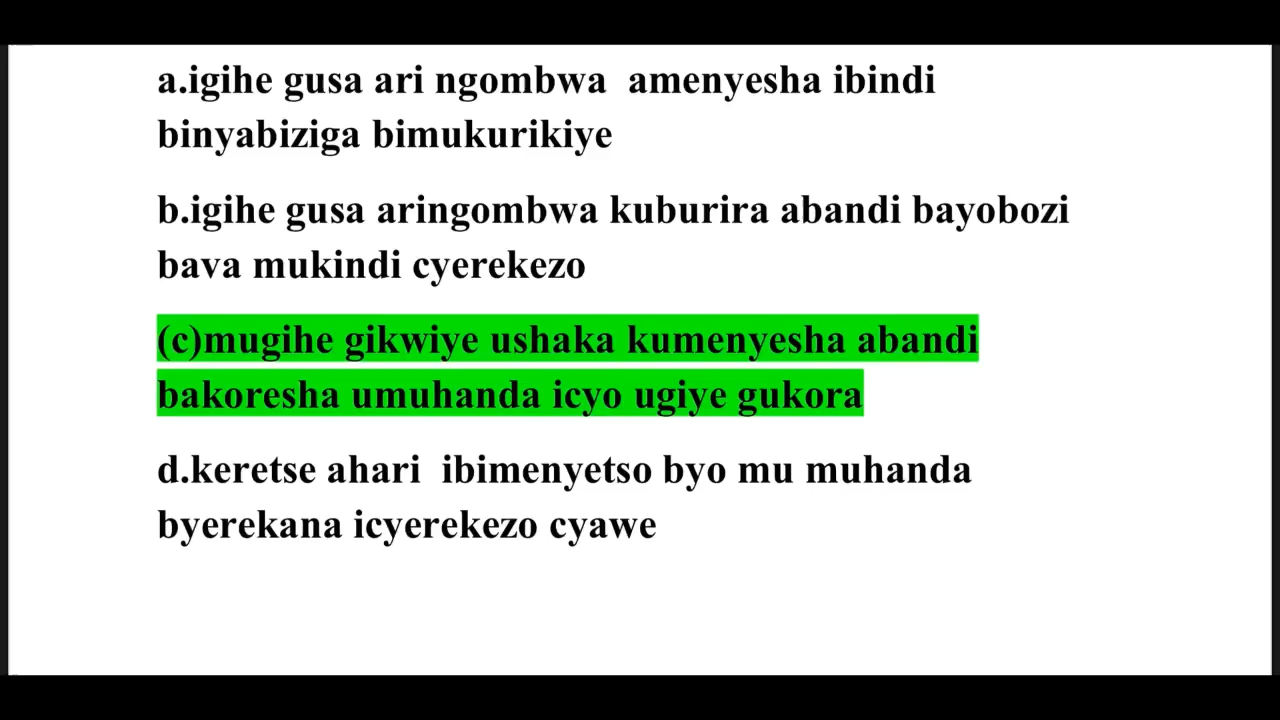 a.igihe gusa ari ngombwa  amenyesha ibindi
binyabiziga bimukurikiye
b.igihe gusa aringombwa kuburira abandi bayobozi
bava mukindi cyerekezo
(c)mugihe gikwiye ushaka kumenyesha abandi
bakoresha umuhanda icyo ugiye gukora
d.keretse ahari  ibimenyetso byo mu muhanda
byerekana icyerekezo cyawe